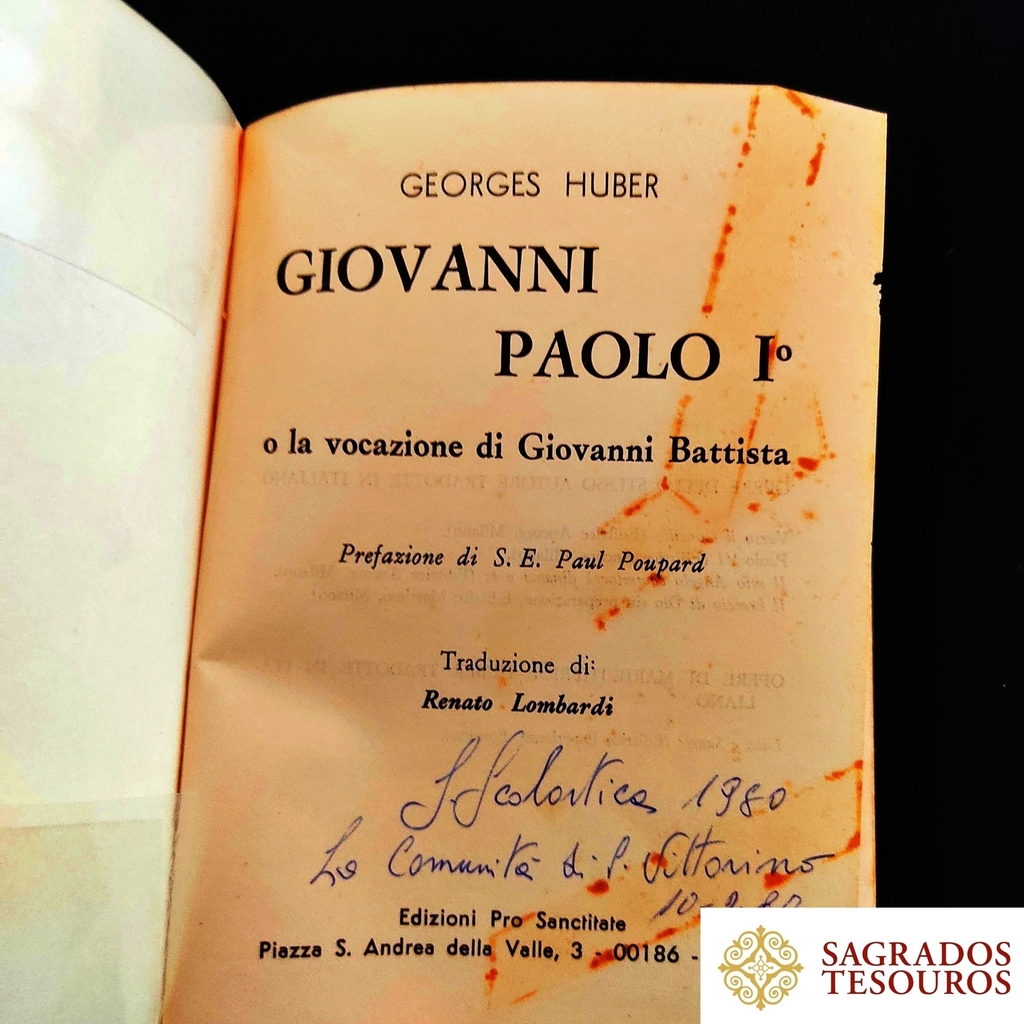 GEORGES HUBER
GIOVANNI
PAOLO Iº
o la vocazione di Giovanni Battista
Prefazione di S. E. Paul Poupard
Traduzione di:
Renato Lombardi
S. Scolastica 1980
La Comunità di S. Vittorino
Edizioni Pro Sanctitate
Piazza S. Andrea della Valle, 3 - 00186 -
SAGRADOS
TESOUROS